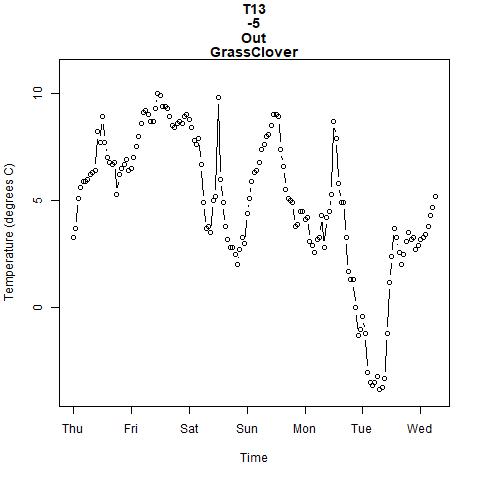 T13
-5
Out
GrassClover
Temperature (degrees C)
10
5
0
Thu Fri Sat Sun Mon Tue Wed
Time